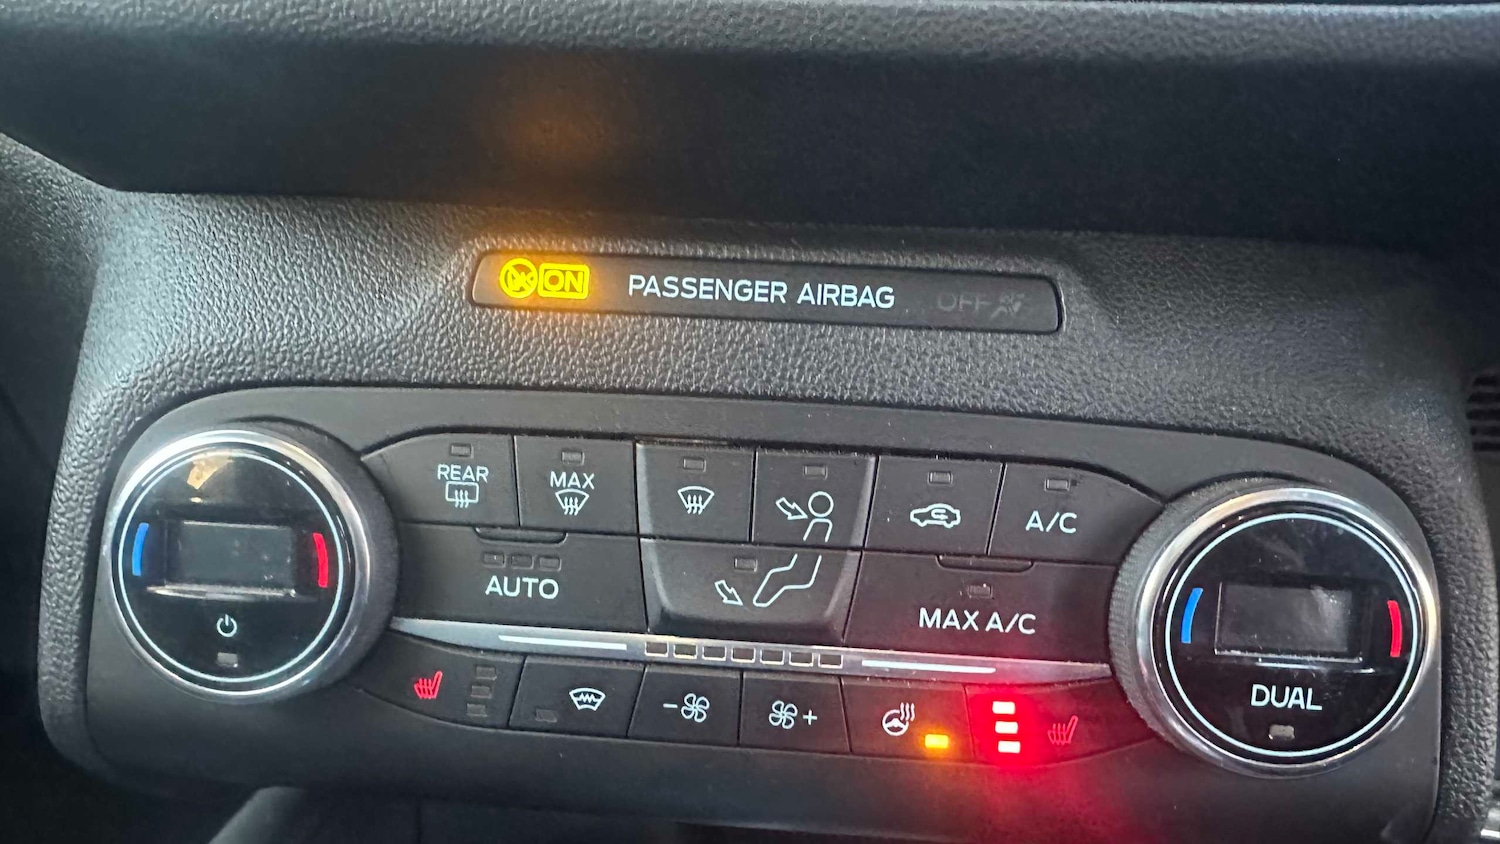 ON PASSENGER AIRBAG OFF
REAR
MAX
A/C
AUTO
MAX A/C
DUAL
- +